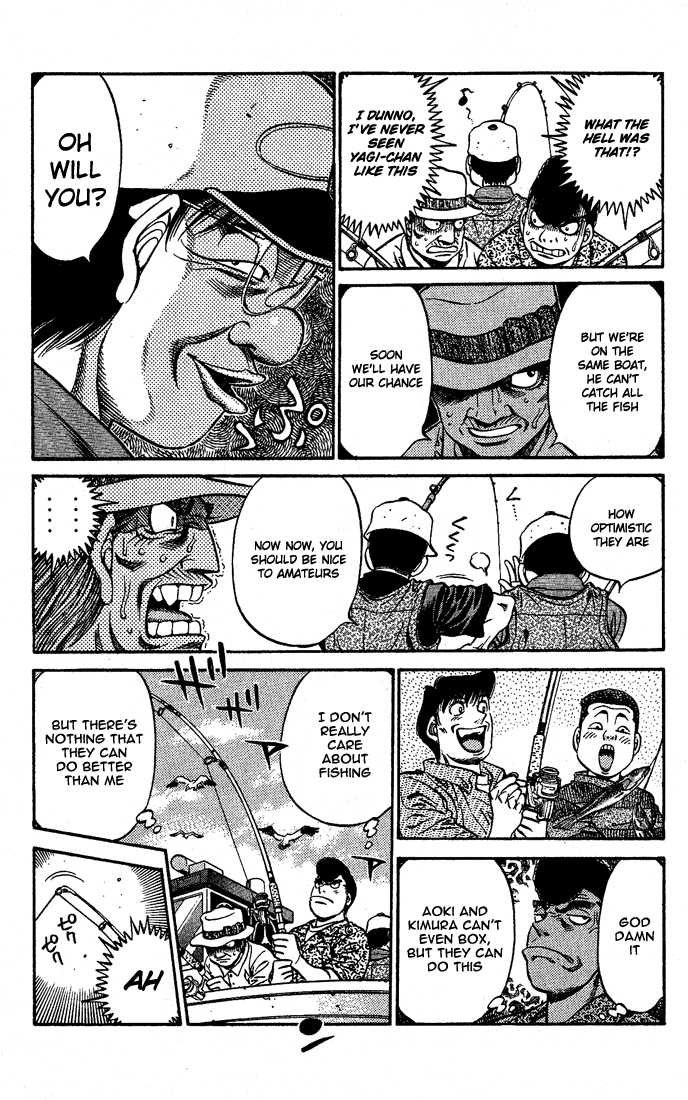 WHAT THE
HELL WAS
THAT!?
I DUNNO,
I'VE NEVER
SEEN
YAGI-CHAN
LIKE THIS
OH
WILL
YOU?
BUT WE'RE
ON THE
SAME BOAT,
HE CAN'T
CATCH ALL
THE FISH
SOON
WE'LL HAVE
OUR CHANCE
HOW
OPTIMISTIC
THEY ARE
NOW NOW, YOU
SHOULD BE NICE
TO AMATEURS
......
I DON'T
REALLY
CARE
ABOUT
FISHING
BUT THERE'S
NOTHING THAT
THEY CAN
DO BETTER
THAN ME
GOD
DAMN
IT
AOKI AND
KIMURA CAN'T
EVEN BOX,
BUT THEY CAN
DO THIS
AH
ピク
ピク